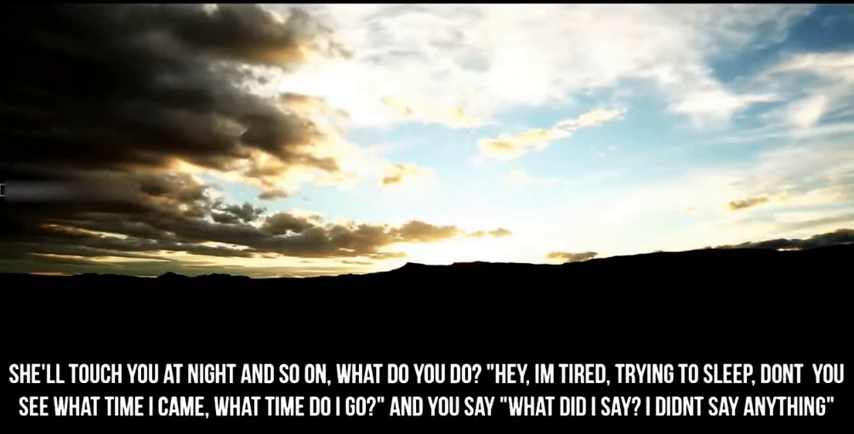 SHE'LL TOUCH YOU AT NIGHT AND SO ON, WHAT DO YOU DO? "HEY, IM TIRED, TRYING TO SLEEP, DONT YOU
SEE WHAT TIME I CAME, WHAT TIME DO I GO?" AND YOU SAY "WHAT DID I SAY? I DIDNT SAY ANYTHING"